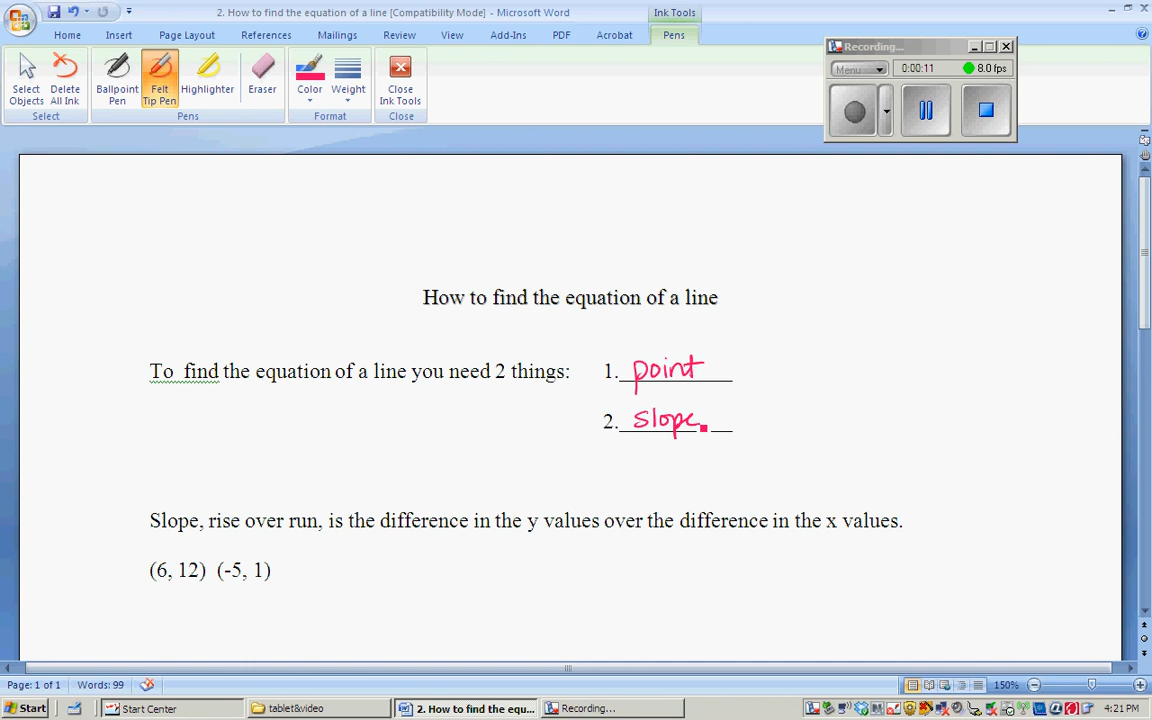 2. How to find the equation of a line [Compatibility Mode] - Microsoft Word
Ink Tools
Home Insert Page Layout References Mailings Review View Add-Ins PDF Acrobat Pens
Recording...
Menu 0:00:11 8.0 fps
Select Objects
Delete All Ink
Ballpoint Pen
Felt Tip Pen
Highlighter
Eraser
Color
Weight
Close Ink Tools
Select Pens Format Close
How to find the equation of a line
To find the equation of a line you need 2 things: 1. point
2. slope
Slope, rise over run, is the difference in the y values over the difference in the x values.
(6, 12) (-5, 1)
Page: 1 of 1 Words: 99 150%
Start Start Center tablet&video 2. How to find the equ... Recording... 4:21 PM